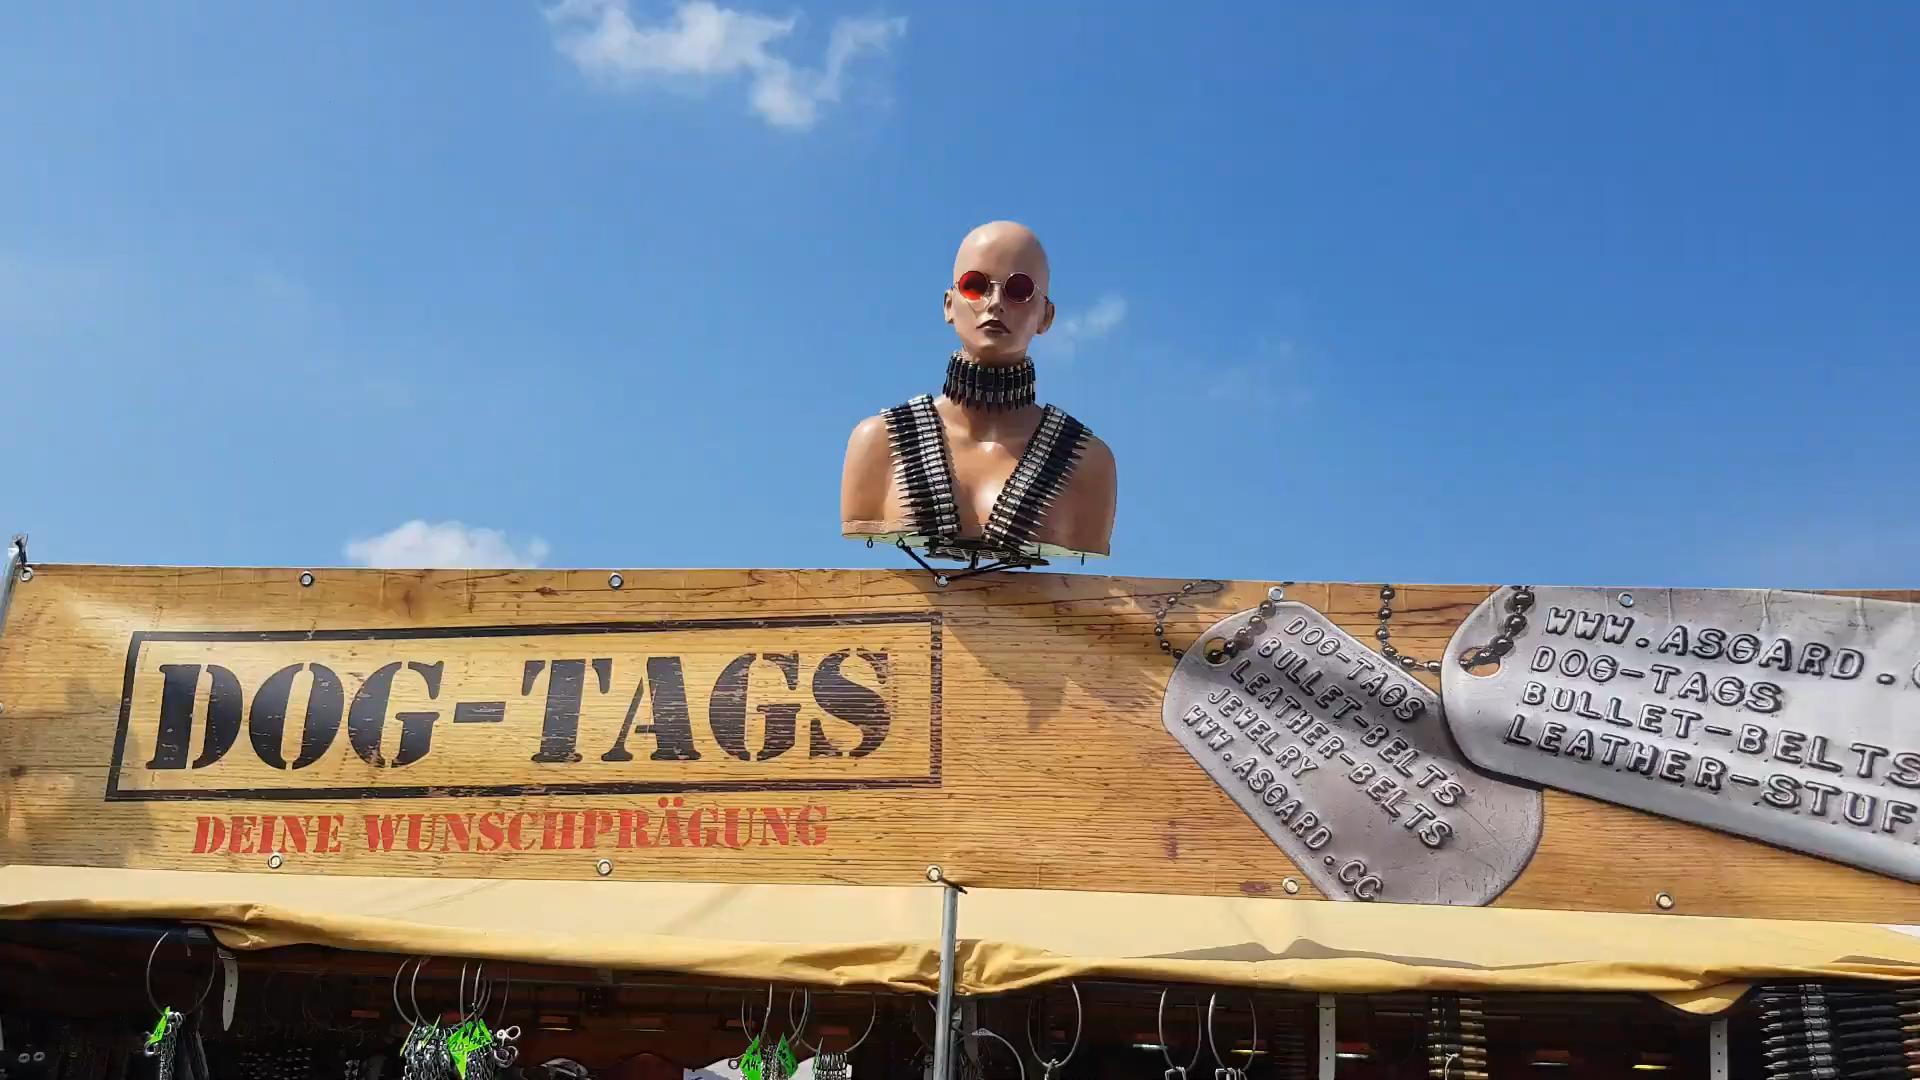 DOG-TAGS
DEINE WUNSCHPRÄGUNG
DOG-TAGS
BULLET-BELTS
LEATHER-BELTS
JEWELRY
WWW.ASGARD.CC
WWW.ASGARD.
DOG-TAGS
BULLET-BELTS
LEATHER-STUF